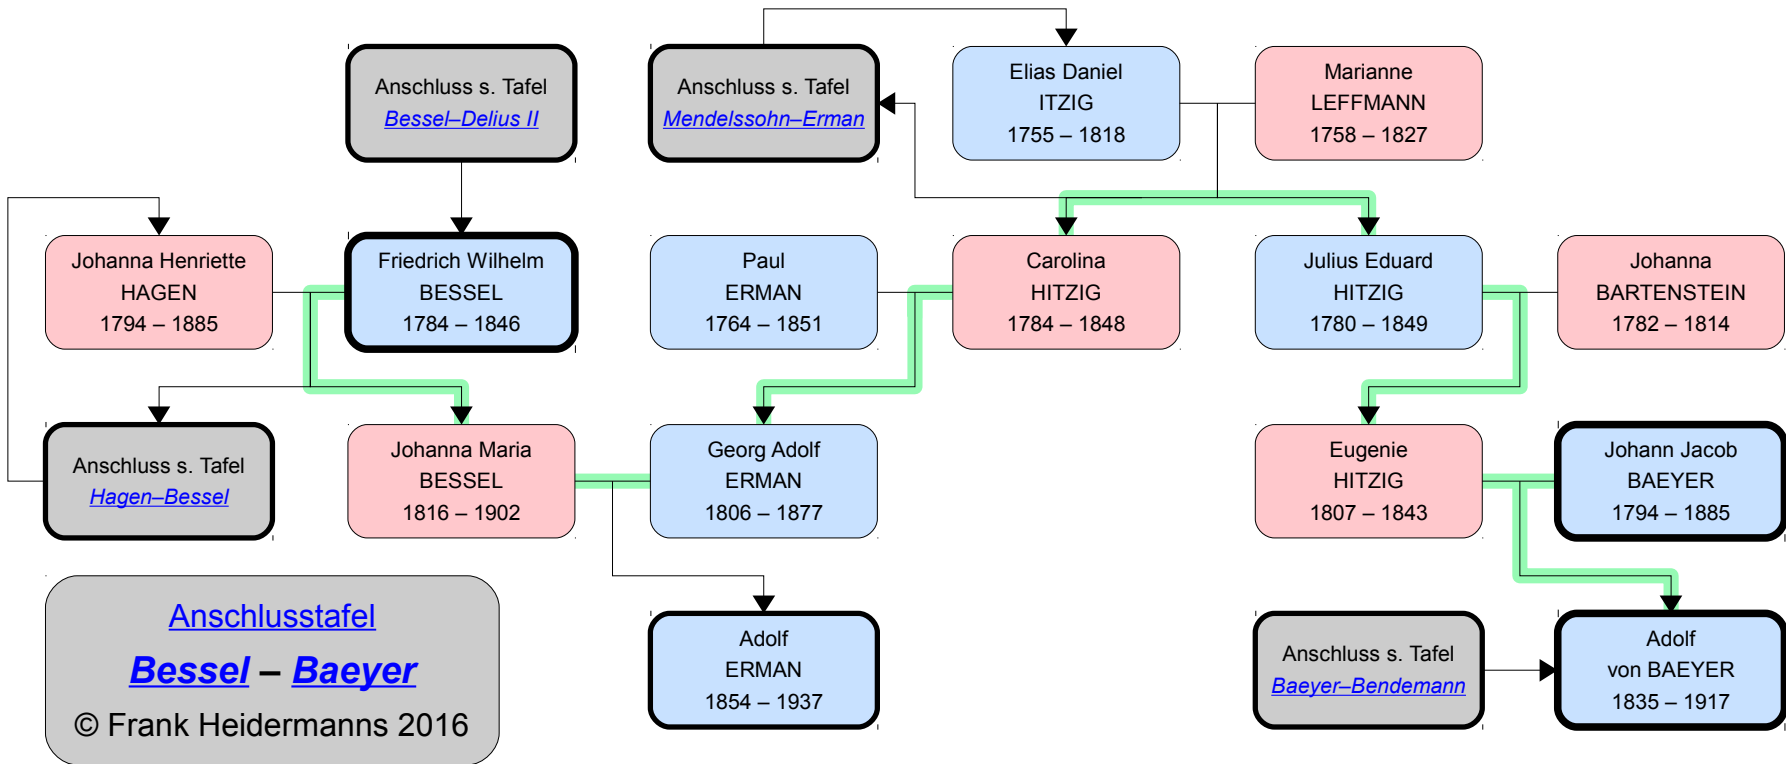 Anschluss s. Tafel
Bessel–Delius II
Anschluss s. Tafel
Mendelssohn–Erman
Elias Daniel
ITZIG
1755 – 1818
Marianne
LEFFMANN
1758 – 1827
Johanna Henriette
HAGEN
1794 – 1885
Friedrich Wilhelm
BESSEL
1784 – 1846
Paul
ERMAN
1764 – 1851
Carolina
HITZIG
1784 – 1848
Julius Eduard
HITZIG
1780 – 1849
Johanna
BARTENSTEIN
1782 – 1814
Anschluss s. Tafel
Hagen–Bessel
Johanna Maria
BESSEL
1816 – 1902
Georg Adolf
ERMAN
1806 – 1877
Eugenie
HITZIG
1807 – 1843
Johann Jacob
BAEYER
1794 – 1885
Anschlusstafel
Bessel – Baeyer
© Frank Heidermanns 2016
Adolf
ERMAN
1854 – 1937
Anschluss s. Tafel
Baeyer–Bendemann
Adolf
von BAEYER
1835 – 1917